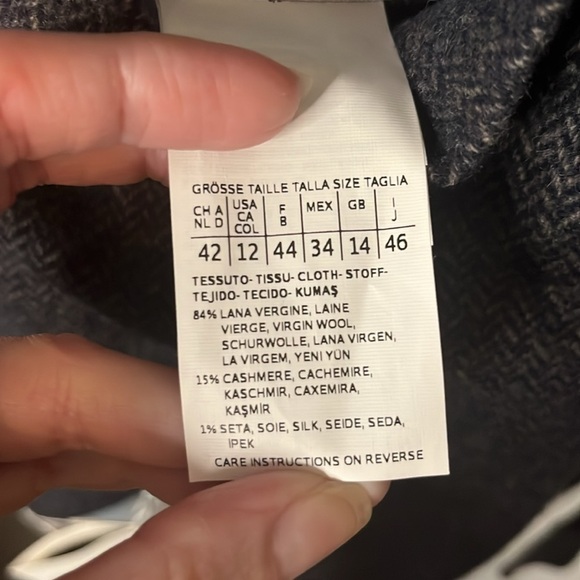 GRÖSSE TAILLE TALLA SIZE TAGLIA
CH A NL D USA CA COL F B MEX GB I J
42 12 44 34 14 46
TESSUTO- TISSU- CLOTH- STOFF-
TEJIDO- TECIDO- KUMAŞ
84% LANA VERGINE, LAINE
VIERGE, VIRGIN WOOL,
SCHURWOLLE, LANA VIRGEN,
LA VIRGEM, YENI YÜN
15% CASHMERE, CACHEMIRE,
KASCHMIR, CAXEMIRA,
KAŞMİR
1% SETA, SOIE, SILK, SEIDE, SEDA,
IPEK
CARE INSTRUCTIONS ON REVERSE